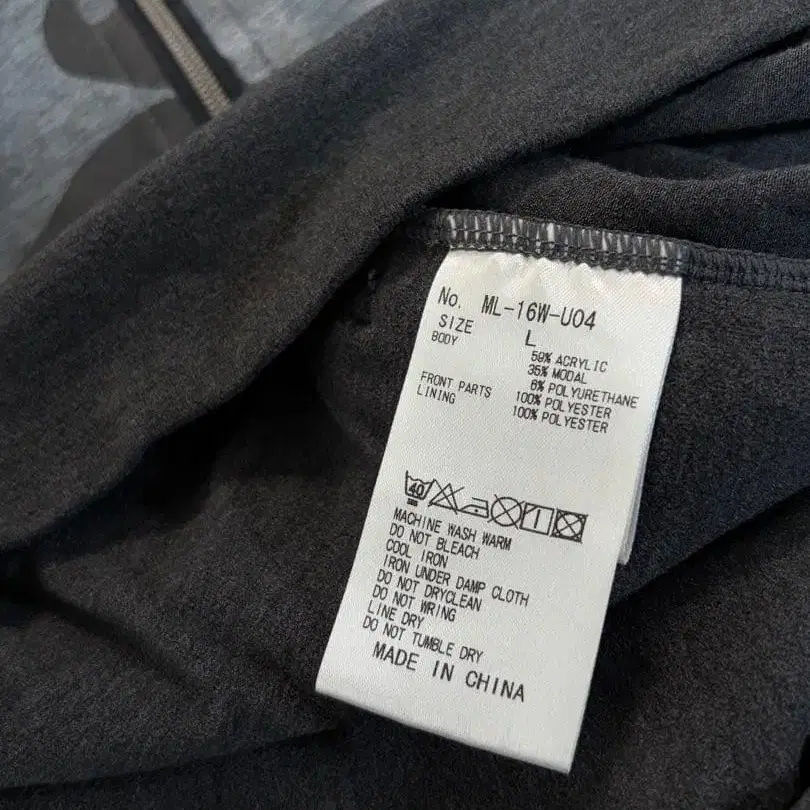 No. ML-16W-U04
SIZE L
BODY 59% ACRYLIC
35% MODAL
6% POLYURETHANE
FRONT PARTS 100% POLYESTER
LINING 100% POLYESTER
40
MACHINE WASH WARM
DO NOT BLEACH
COOL IRON
IRON UNDER DAMP CLOTH
DO NOT DRYCLEAN
DO NOT WRING
LINE DRY
DO NOT TUMBLE DRY
MADE IN CHINA